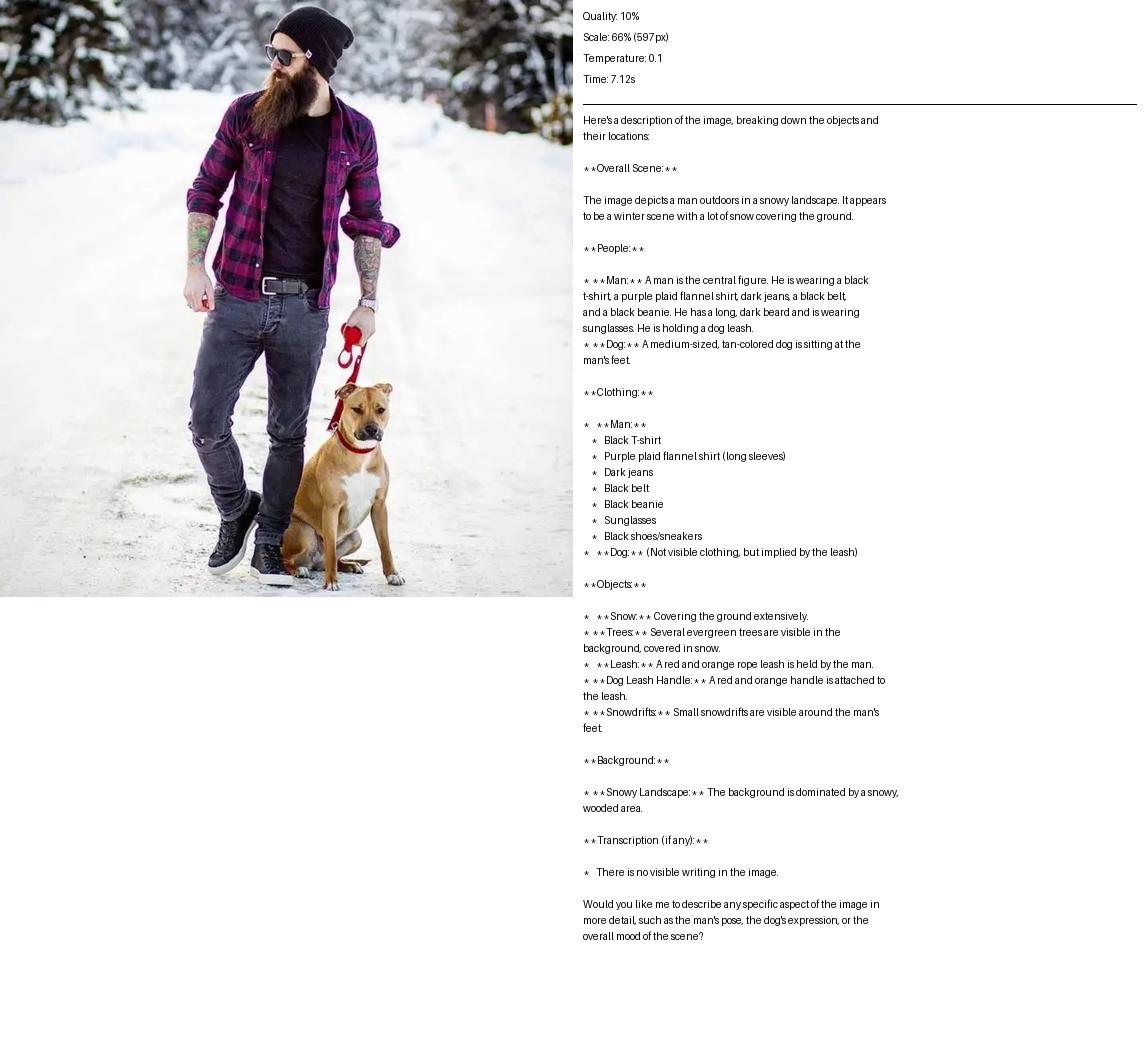 Quality: 10%
Scale: 66% (597px)
Temperature: 0.1
Time: 7.12s
Here's a description of the image, breaking down the objects and
their locations:
**Overall Scene:**
The image depicts a man outdoors in a snowy landscape. It appears
to be a winter scene with a lot of snow covering the ground.
**People:**
* **Man:** A man is the central figure. He is wearing a black
t-shirt, a purple plaid flannel shirt, dark jeans, a black belt,
and a black beanie. He has a long, dark beard and is wearing
sunglasses. He is holding a dog leash.
* **Dog:** A medium-sized, tan-colored dog is sitting at the
man's feet.
**Clothing:**
* **Man:**
* Black T-shirt
* Purple plaid flannel shirt (long sleeves)
* Dark jeans
* Black belt
* Black beanie
* Sunglasses
* Black shoes/sneakers
* **Dog:** (Not visible clothing, but implied by the leash)
**Objects:**
* **Snow:** Covering the ground extensively.
* **Trees:** Several evergreen trees are visible in the
background, covered in snow.
* **Leash:** A red and orange rope leash is held by the man.
* **Dog Leash Handle:** A red and orange handle is attached to
the leash.
* **Snowdrifts:** Small snowdrifts are visible around the man's
feet.
**Background:**
* **Snowy Landscape:** The background is dominated by a snowy,
wooded area.
**Transcription (if any):**
* There is no visible writing in the image.
Would you like me to describe any specific aspect of the image in
more detail, such as the man's pose, the dog's expression, or the
overall mood of the scene?